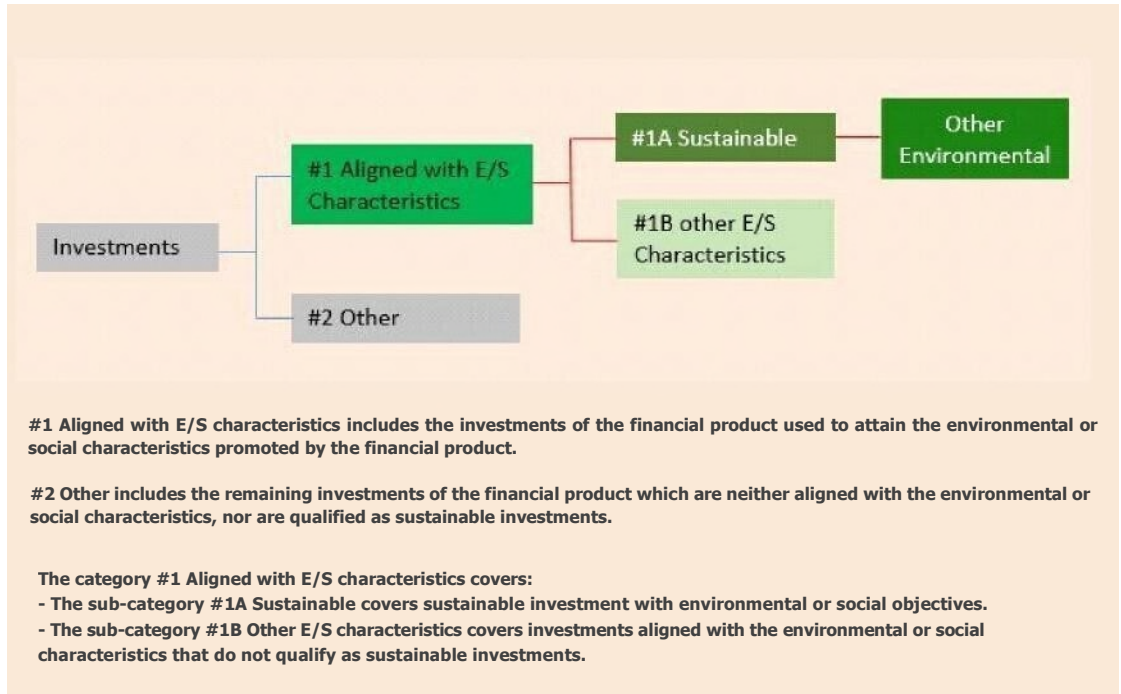 Other
Environmental
#1A Sustainable
#1 Aligned with E/S
Characteristics
#1B other E/S
Characteristics
Investments
#2 Other
#1 Aligned with E/S characteristics includes the investments of the financial product used to attain the environmental or
social characteristics promoted by the financial product.
#2 Other includes the remaining investments of the financial product which are neither aligned with the environmental or
social characteristics, nor are qualified as sustainable investments.
The category #1 Aligned with E/S characteristics covers:
- The sub-category #1A Sustainable covers sustainable investment with environmental or social objectives.
- The sub-category #1B Other E/S characteristics covers investments aligned with the environmental or social
characteristics that do not qualify as sustainable investments.